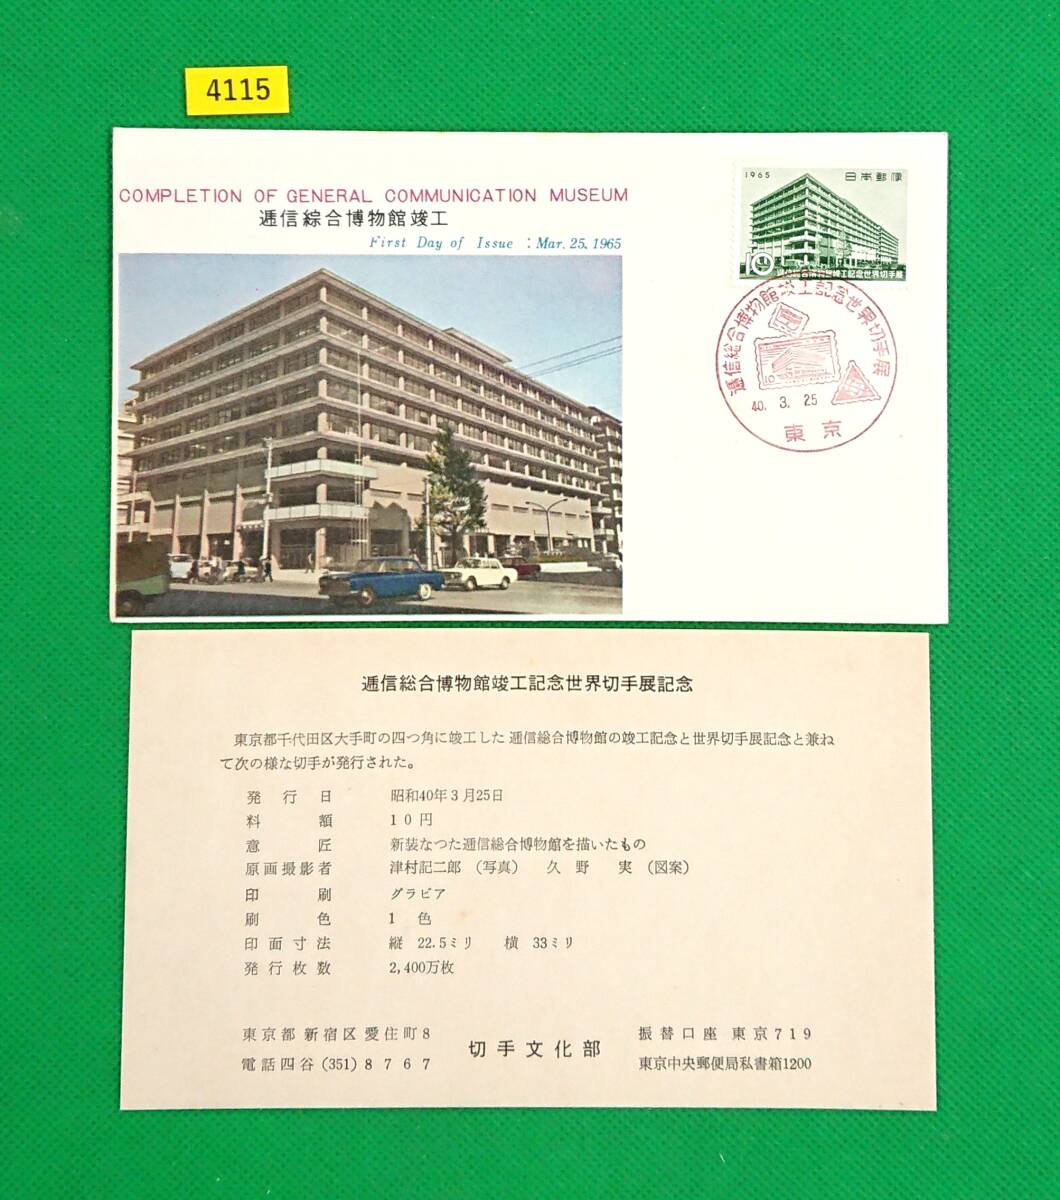 4115
COMPLETION OF GENERAL COMMUNICATION MUSEUM
逓信綜合博物館竣工
First Day of Issue : Mar. 25, 1965
1965 日本郵便
10
逓信総合博物館竣工記念世界切手展
逓信総合博物館竣工記念世界切手展
10
40. 3. 25
東京
逓信総合博物館竣工記念世界切手展記念
東京都千代田区大手町の四つ角に竣工した 逓信総合博物館の竣工記念と世界切手展記念と兼ね
て次の様な切手が発行された。
発行日 昭和40年3月25日
料額 10円
意匠 新装なつた逓信総合博物館を描いたもの
原画撮影者 津村記二郎 (写真) 久野 実 (図案)
印刷 グラビア
刷色 1 色
印面寸法 縦 22.5ミリ 横 33ミリ
発行枚数 2,400万枚
東京都新宿区愛住町8
電話四谷 (351) 8767
切手文化部
振替口座 東京719
東京中央郵便局私書箱1200